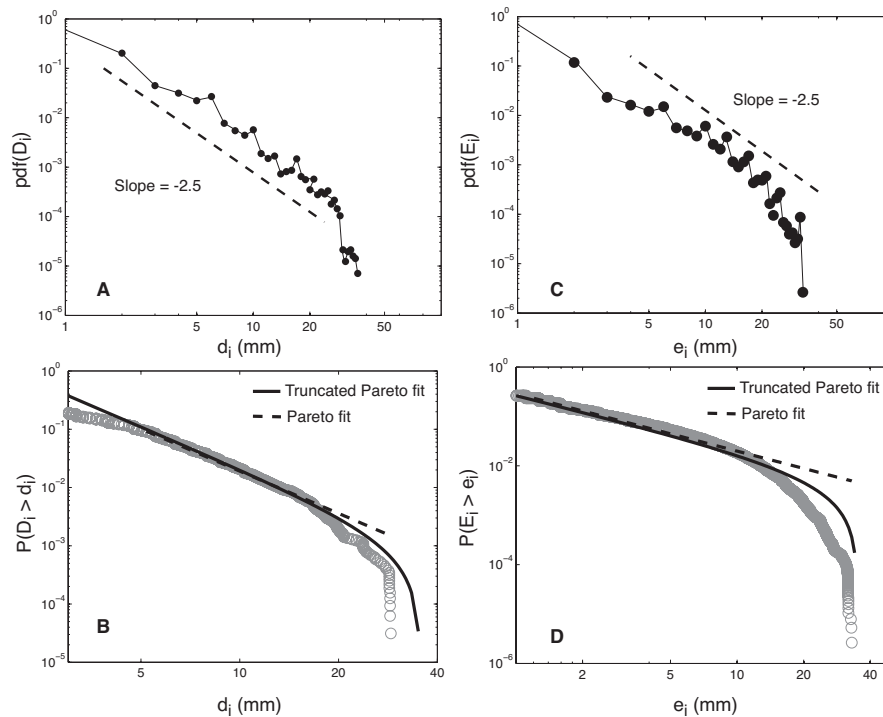 10^0
10^-1
10^-2
10^-3
10^-4
10^-5
10^-6
pdf(D_i)
Slope = -2.5
A
1
5
10
20
50
d_i (mm)
10^0
10^-1
10^-2
10^-3
10^-4
10^-5
10^-6
pdf(E_i)
Slope = -2.5
C
1
5
10
20
50
e_i (mm)
10^0
10^-1
10^-2
10^-3
10^-4
10^-5
P(D_i > d_i)
Truncated Pareto fit
Pareto fit
B
5
10
20
40
d_i (mm)
10^0
10^-2
10^-4
10^-6
P(E_i > e_i)
Truncated Pareto fit
Pareto fit
D
2
5
10
20
40
e_i (mm)